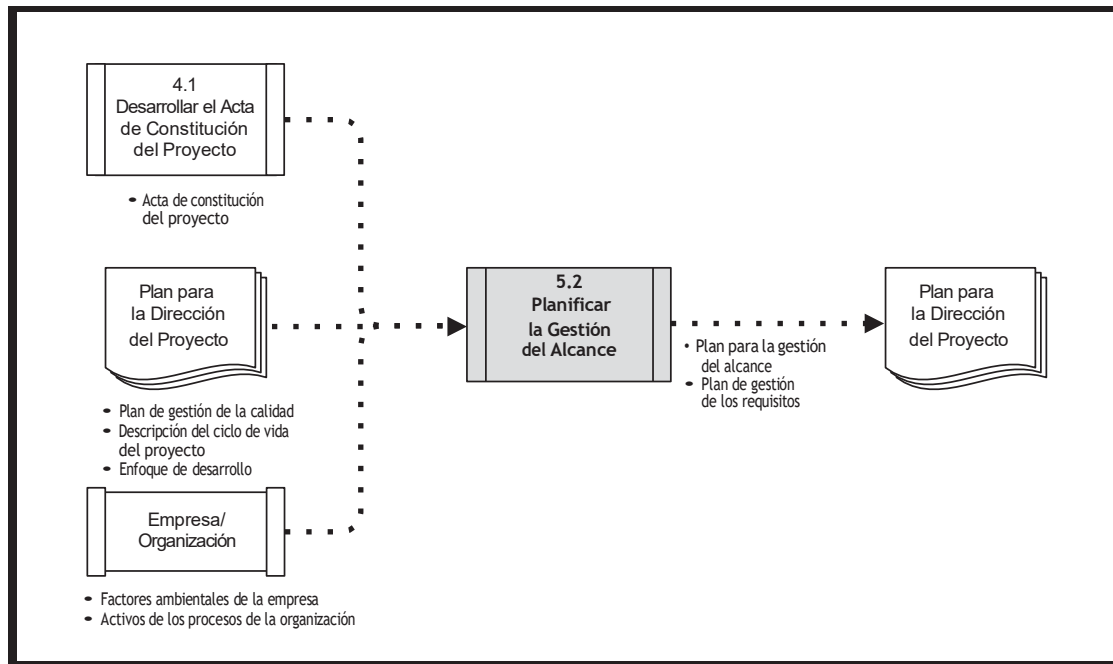 4.1
Desarrollar el Acta
de Constitución
del Proyecto
• Acta de constitución
del proyecto
Plan para
la Dirección
del Proyecto
• Plan de gestión de la calidad
• Descripción del ciclo de vida
del proyecto
• Enfoque de desarrollo
Empresa/
Organización
• Factores ambientales de la empresa
• Activos de los procesos de la organización
5.2
Planificar
la Gestión
del Alcance
• Plan para la gestión
del alcance
• Plan de gestión
de los requisitos
Plan para
la Dirección
del Proyecto